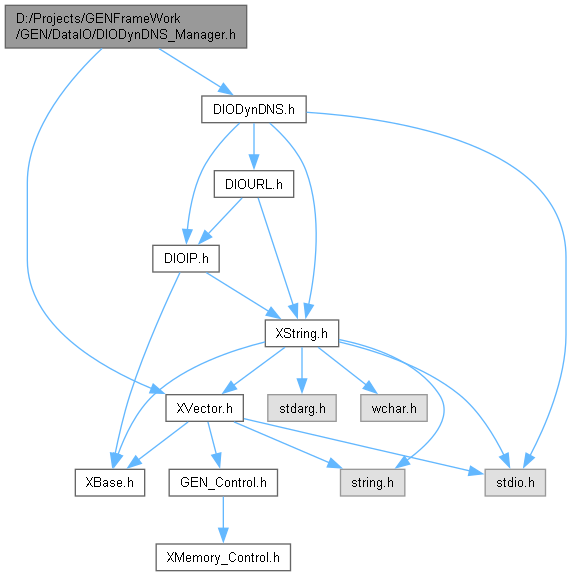 D:/Projects/GENFrameWork
/GEN/DataIO/DIODynDNS_Manager.h
DIODynDNS.h
DIOURL.h
DIOIP.h
XString.h
XVector.h
stdarg.h
wchar.h
XBase.h
GEN_Control.h
string.h
stdio.h
XMemory_Control.h